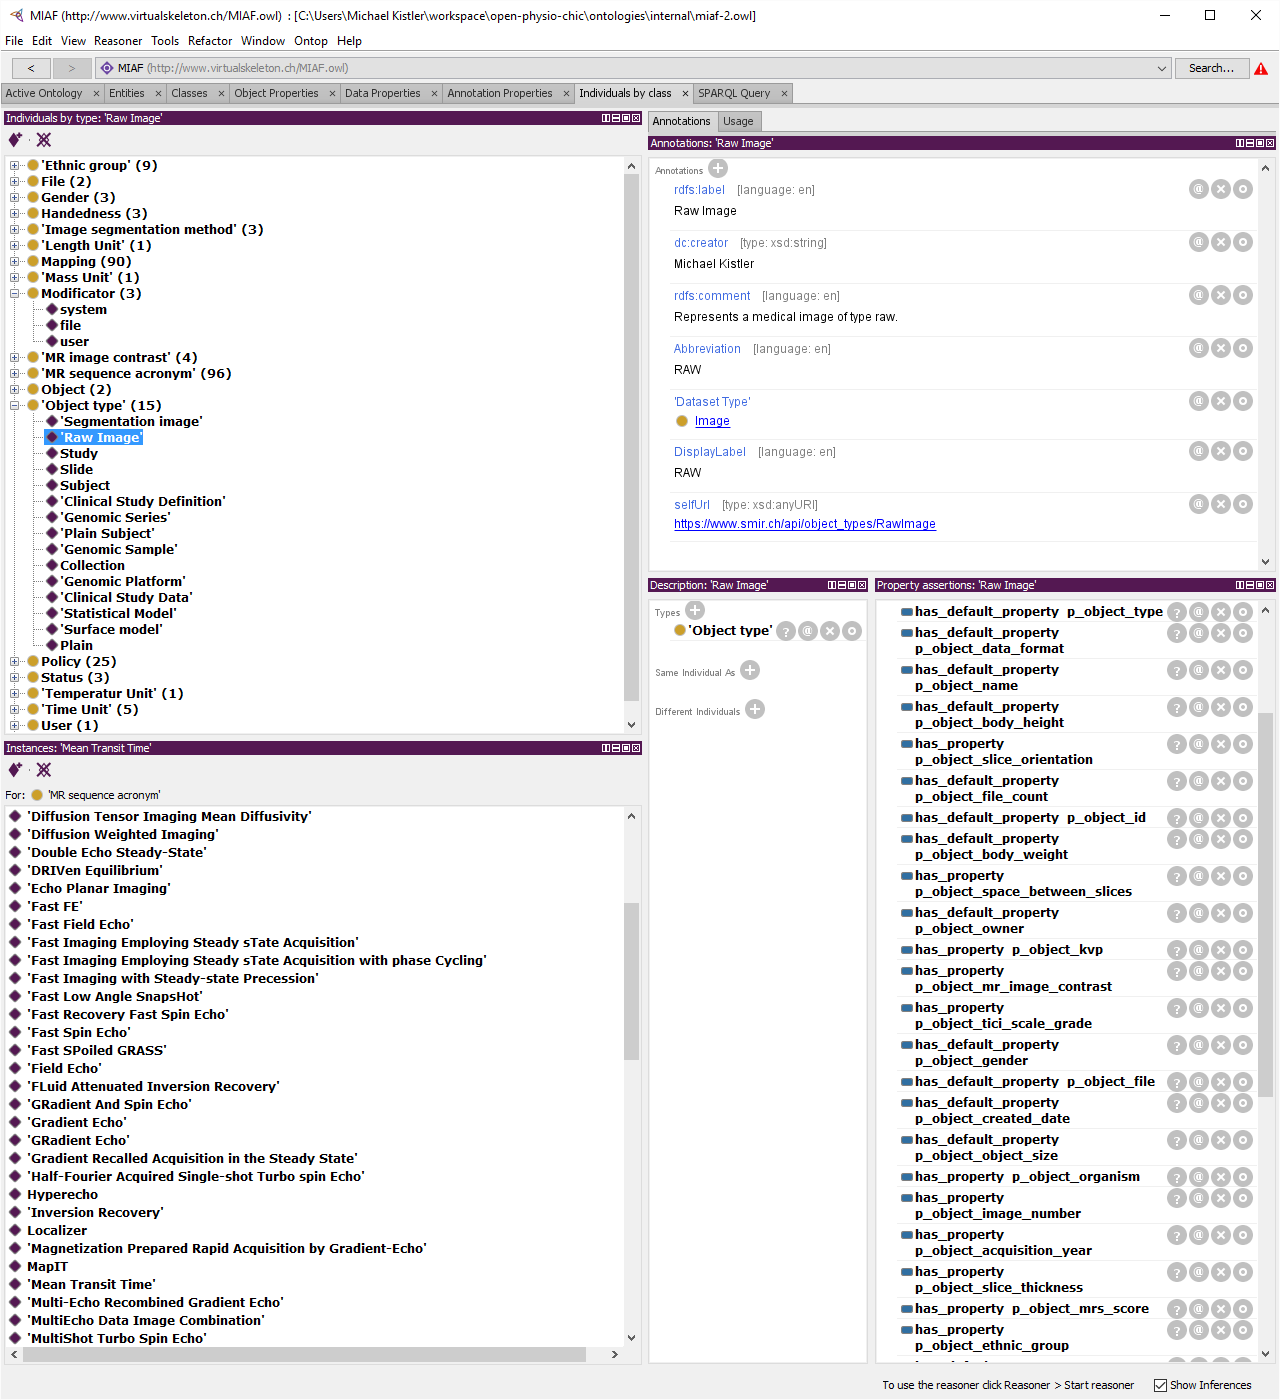 MIAF (http://www.virtualskeleton.ch/MIAF.owl) : [C:\Users\Michael Kistler\workspace\open-physio-chic\ontologies\internal\miaf-2.owl]
File Edit View Reasoner Tools Refactor Window Ontop Help
< > MIAF (http://www.virtualskeleton.ch/MIAF.owl) Search...
Active Ontology × Entities × Classes × Object Properties × Data Properties × Annotation Properties × Individuals by class × SPARQL Query ×
Individuals by type: 'Raw Image'
'Ethnic group' (9)
File (2)
Gender (3)
Handedness (3)
'Image segmentation method' (3)
'Length Unit' (1)
Mapping (90)
'Mass Unit' (1)
Modificator (3)
system
file
user
'MR image contrast' (4)
'MR sequence acronym' (96)
Object (2)
'Object type' (15)
'Segmentation image'
'Raw Image'
Study
Slide
Subject
'Clinical Study Definition'
'Genomic Series'
'Plain Subject'
'Genomic Sample'
Collection
'Genomic Platform'
'Clinical Study Data'
'Statistical Model'
'Surface model'
Plain
Policy (25)
Status (3)
'Temperatur Unit' (1)
'Time Unit' (5)
User (1)
Instances: 'Mean Transit Time'
For: 'MR sequence acronym'
'Diffusion Tensor Imaging Mean Diffusivity'
'Diffusion Weighted Imaging'
'Double Echo Steady-State'
'DRIVen Equilibrium'
'Echo Planar Imaging'
'Fast FE'
'Fast Field Echo'
'Fast Imaging Employing Steady sTate Acquisition'
'Fast Imaging Employing Steady sTate Acquisition with phase Cycling'
'Fast Imaging with Steady-state Precession'
'Fast Low Angle SnapsHot'
'Fast Recovery Fast Spin Echo'
'Fast Spin Echo'
'Fast SPoiled GRASS'
'Field Echo'
'FLuid Attenuated Inversion Recovery'
'GRadient And Spin Echo'
'Gradient Echo'
'GRadient Echo'
'Gradient Recalled Acquisition in the Steady State'
'Half-Fourier Acquired Single-shot Turbo spin Echo'
Hyperecho
'Inversion Recovery'
Localizer
'Magnetization Prepared Rapid Acquisition by Gradient-Echo'
MapIT
'Mean Transit Time'
'Multi-Echo Recombined Gradient Echo'
'MultiEcho Data Image Combination'
'MultiShot Turbo Spin Echo'
Annotations Usage
Annotations: 'Raw Image'
Annotations
rdfs:label [language: en]
Raw Image
dc:creator [type: xsd:string]
Michael Kistler
rdfs:comment [language: en]
Represents a medical image of type raw.
Abbreviation [language: en]
RAW
'Dataset Type'
Image
DisplayLabel [language: en]
RAW
selfUrl [type: xsd:anyURI]
https://www.smir.ch/api/object_types/RawImage
Description: 'Raw Image'
Types
'Object type'
Same Individual As
Different Individuals
Property assertions: 'Raw Image'
has_default_property p_object_type
has_default_property
p_object_data_format
has_default_property
p_object_name
has_default_property
p_object_body_height
has_property
p_object_slice_orientation
has_default_property
p_object_file_count
has_default_property p_object_id
has_default_property
p_object_body_weight
has_property
p_object_space_between_slices
has_default_property
p_object_owner
has_property p_object_kvp
has_property
p_object_mr_image_contrast
has_property
p_object_tici_scale_grade
has_default_property
p_object_gender
has_default_property p_object_file
has_default_property
p_object_created_date
has_default_property
p_object_object_size
has_property p_object_organism
has_property
p_object_image_number
has_property
p_object_acquisition_year
has_property
p_object_slice_thickness
has_property p_object_mrs_score
has_property
p_object_ethnic_group
To use the reasoner click Reasoner > Start reasoner Show Inferences